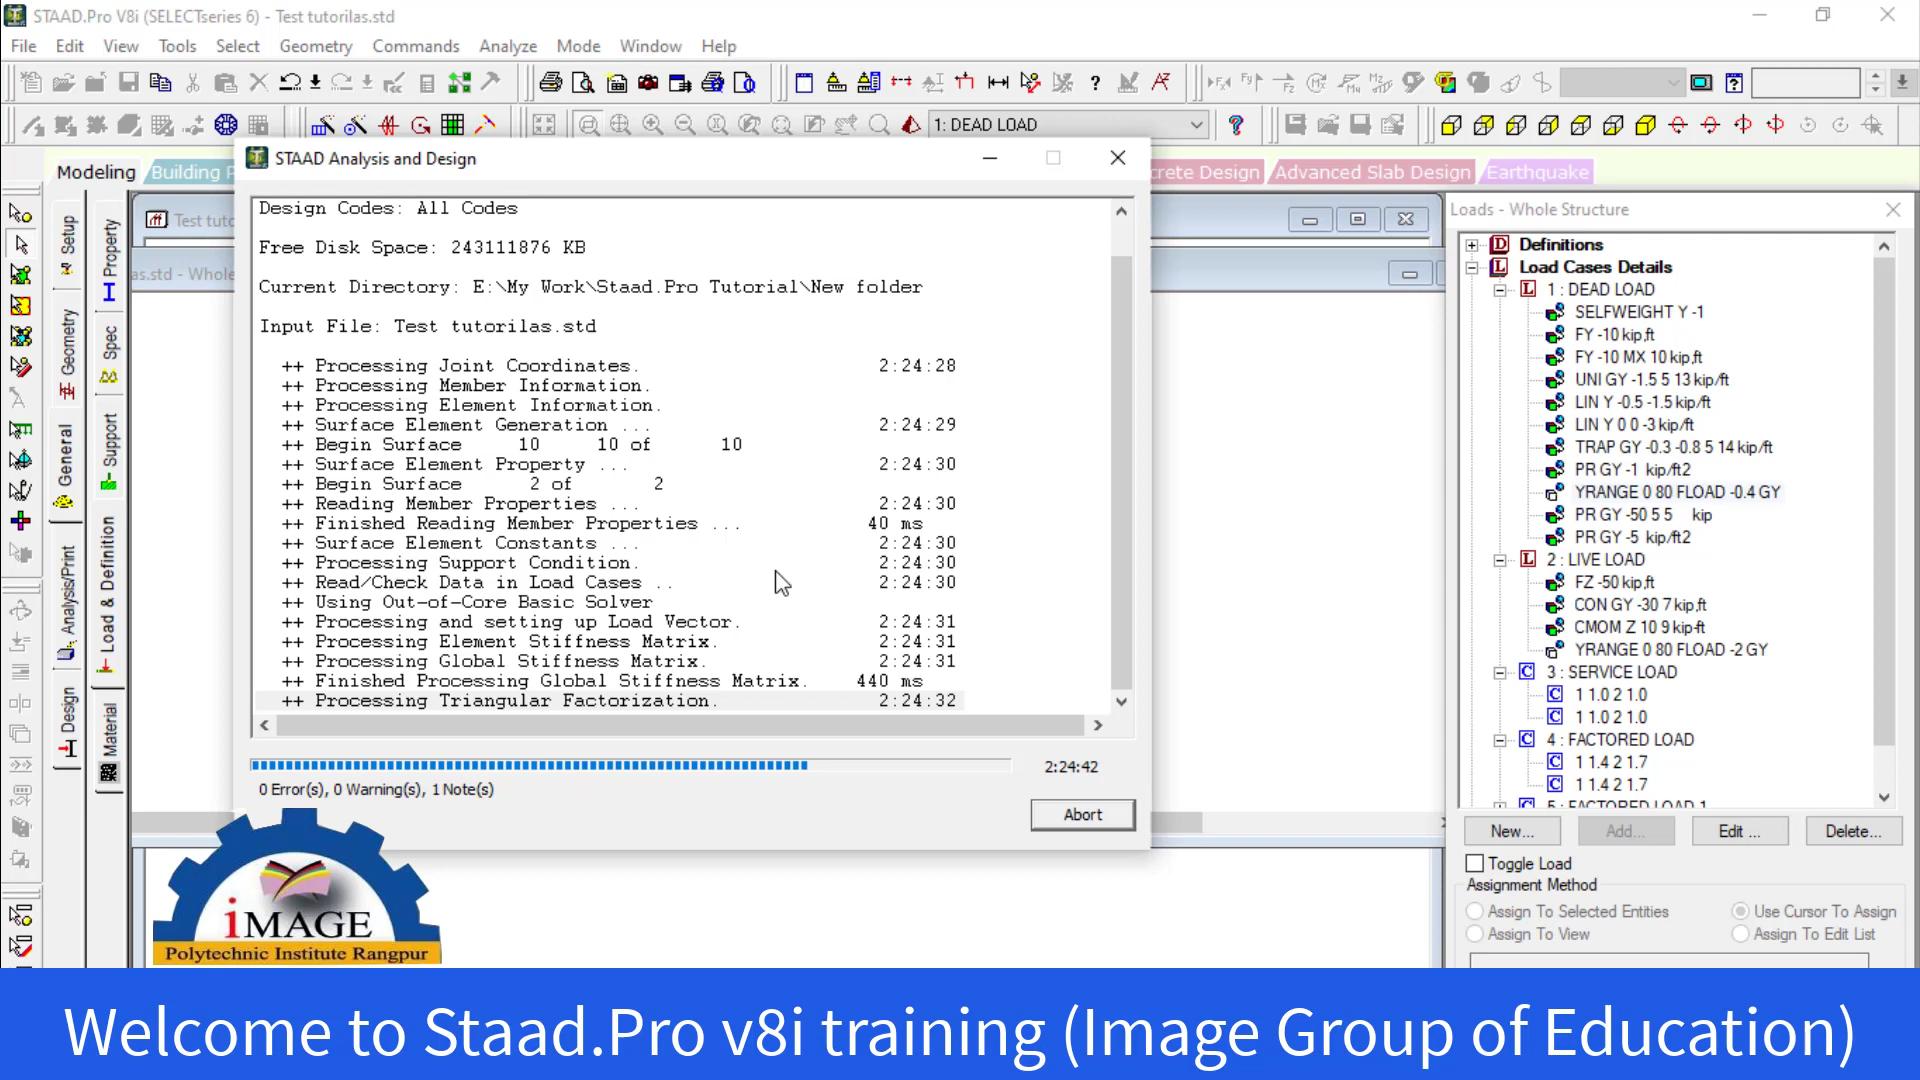 STAAD.Pro V8i (SELECTseries 6) - Test tutorilas.std
File Edit View Tools Select Geometry Commands Analyze Mode Window Help
1: DEAD LOAD
Modeling Building P
crete Design Advanced Slab Design Earthquake
STAAD Analysis and Design
Test tuto
as.std - Whole
Setup
Geometry
General
Analysis/Print
Design
Property
Spec
Support
Load & Definition
Material
Design Codes: All Codes
Free Disk Space: 243111876 KB
Current Directory: E:\My Work\Staad.Pro Tutorial\New folder
Input File: Test tutorilas.std
++ Processing Joint Coordinates. 2:24:28
++ Processing Member Information.
++ Processing Element Information.
++ Surface Element Generation ... 2:24:29
++ Begin Surface 10 10 of 10
++ Surface Element Property ... 2:24:30
++ Begin Surface 2 of 2
++ Reading Member Properties ... 2:24:30
++ Finished Reading Member Properties ... 40 ms
++ Surface Element Constants ... 2:24:30
++ Processing Support Condition. 2:24:30
++ Read/Check Data in Load Cases .. 2:24:30
++ Using Out-of-Core Basic Solver
++ Processing and setting up Load Vector. 2:24:31
++ Processing Element Stiffness Matrix. 2:24:31
++ Processing Global Stiffness Matrix. 2:24:31
++ Finished Processing Global Stiffness Matrix. 440 ms
++ Processing Triangular Factorization. 2:24:32
2:24:42
0 Error(s), 0 Warning(s), 1 Note(s)
Abort
Loads - Whole Structure
Definitions
Load Cases Details
1 : DEAD LOAD
SELFWEIGHT Y -1
FY -10 kip,ft
FY -10 MX 10 kip,ft
UNI GY -1.5 5 13 kip/ft
LIN Y -0.5 -1.5 kip/ft
LIN Y 0 0 -3 kip/ft
TRAP GY -0.3 -0.8 5 14 kip/ft
PR GY -1 kip/ft2
YRANGE 0 80 FLOAD -0.4 GY
PR GY -50 5 5 kip
PR GY -5 kip/ft2
2 : LIVE LOAD
FZ -50 kip,ft
CON GY -30 7 kip,ft
CMOM Z 10 9 kip-ft
YRANGE 0 80 FLOAD -2 GY
3 : SERVICE LOAD
1 1.0 2 1.0
1 1.0 2 1.0
4 : FACTORED LOAD
1 1.4 2 1.7
1 1.4 2 1.7
5 : FACTORED LOAD 1
New... Add... Edit ... Delete...
Toggle Load
Assignment Method
Assign To Selected Entities Use Cursor To Assign
Assign To View Assign To Edit List
iMAGE
Polytechnic Institute Rangpur
Welcome to Staad.Pro v8i training (Image Group of Education)